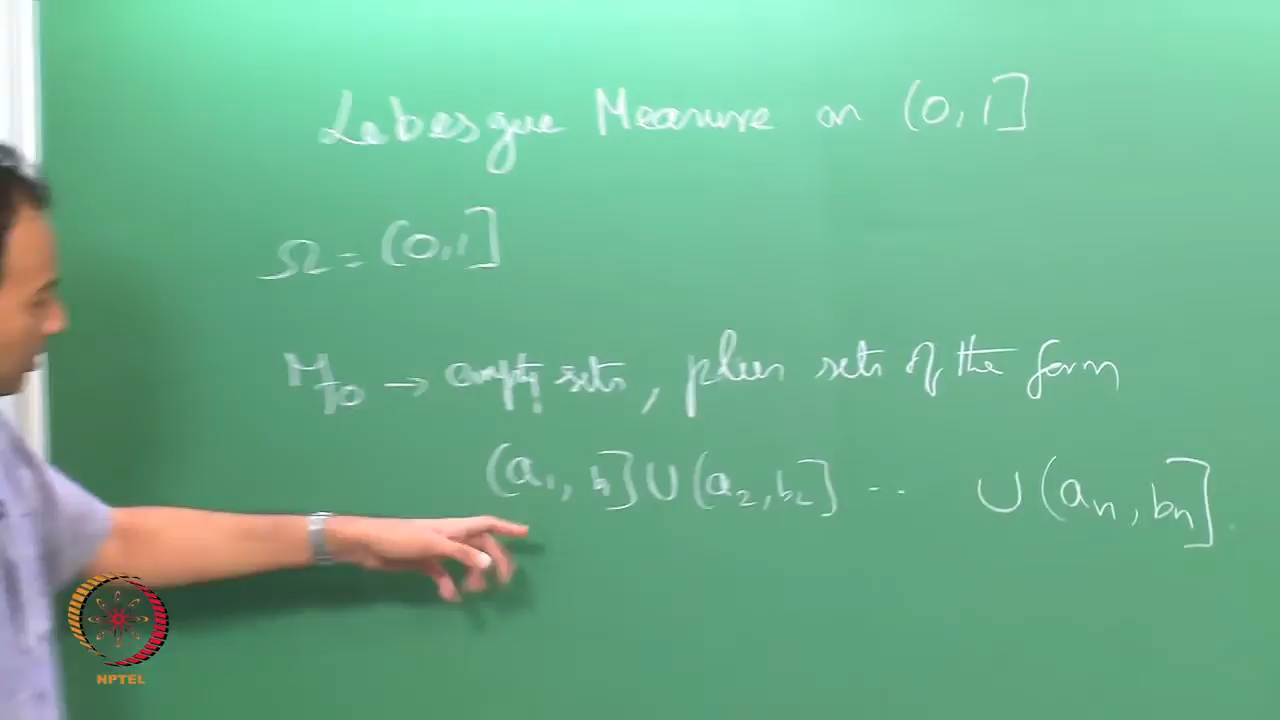 Lebesgue Measure on (0,1]
Ω = (0,1]
F₀ → empty sets, plus sets of the form
(a₁, b₁] ∪ (a₂, b₂] .. ∪ (aₙ, bₙ].
NPTEL